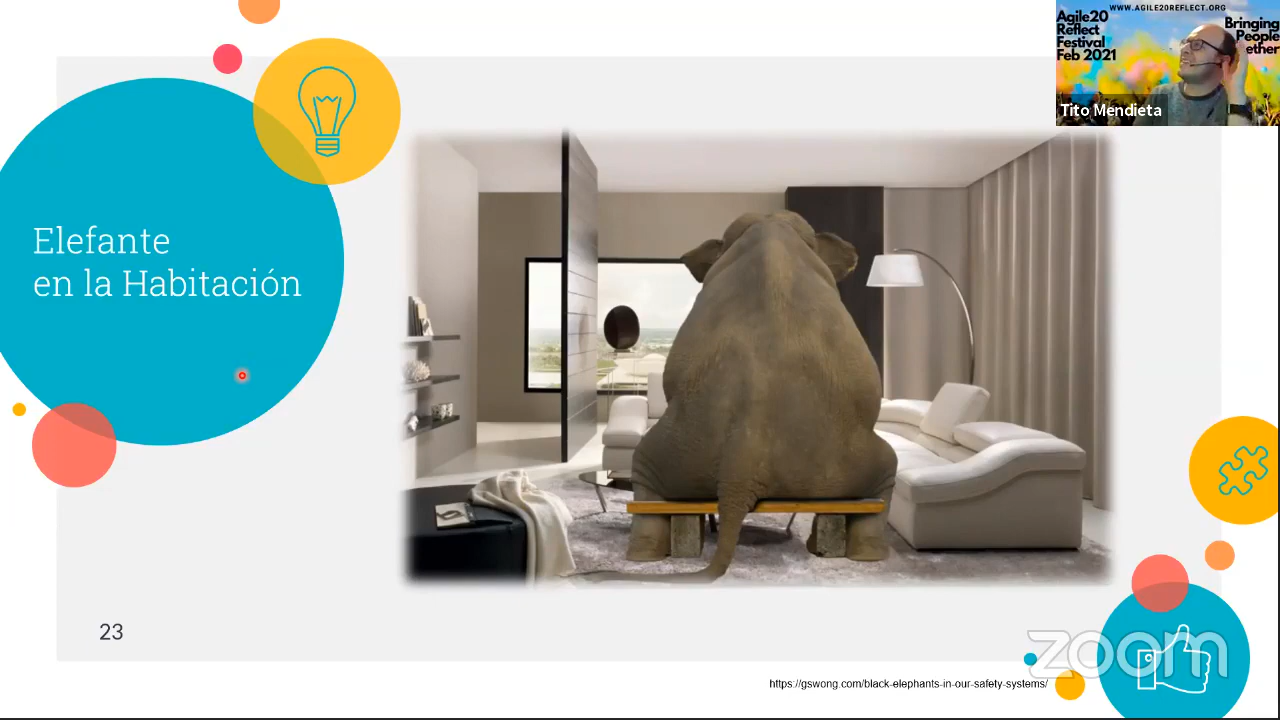 Elefante
en la Habitación
WWW.AGILE20REFLECT.ORG
Agile20
Reflect
Festival
Feb 2021
Bringing
People
ether
Tito Mendieta
23
zoom
https://gswong.com/black-elephants-in-our-safety-systems/